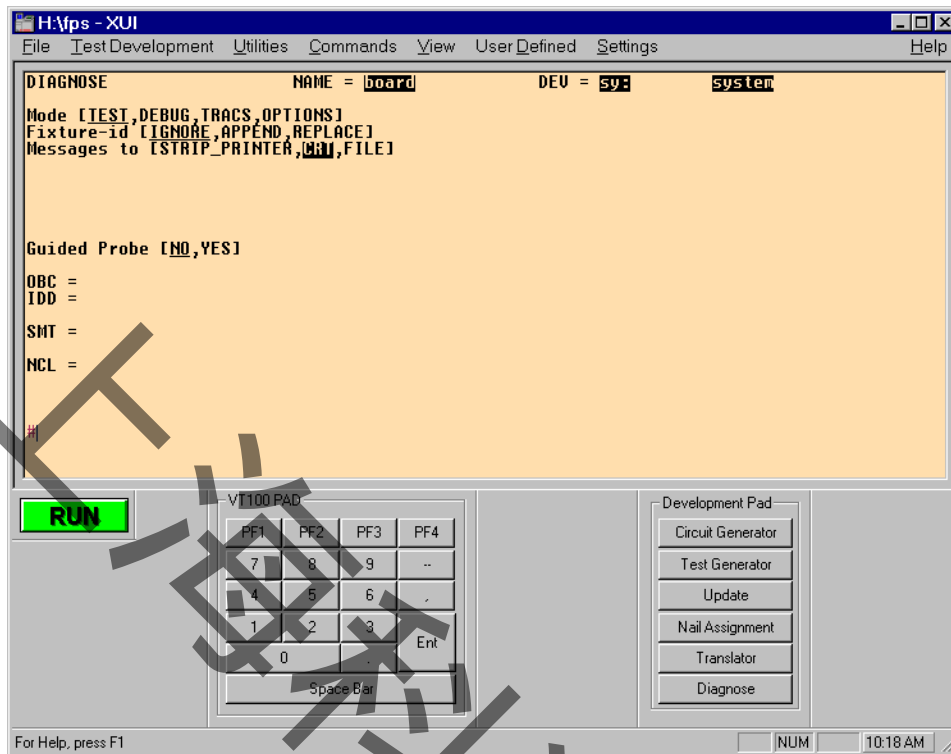 H:\fps - XUI
File Test Development Utilities Commands View User Defined Settings Help
DIAGNOSE NAME = board DEV = sy: system
Mode [TEST,DEBUG,TRACS,OPTIONS]
Fixture-id [IGNORE,APPEND,REPLACE]
Messages to [STRIP_PRINTER,CRT,FILE]
Guided Probe [NO,YES]
OBC =
IDD =
SMT =
NCL =
#
RUN
VT100 PAD
PF1 PF2 PF3 PF4
7 8 9 --
4 5 6 ,
1 2 3
Ent
0 .
Space Bar
Development Pad
Circuit Generator
Test Generator
Update
Nail Assignment
Translator
Diagnose
For Help, press F1 NUM 10:18 AM
上海科